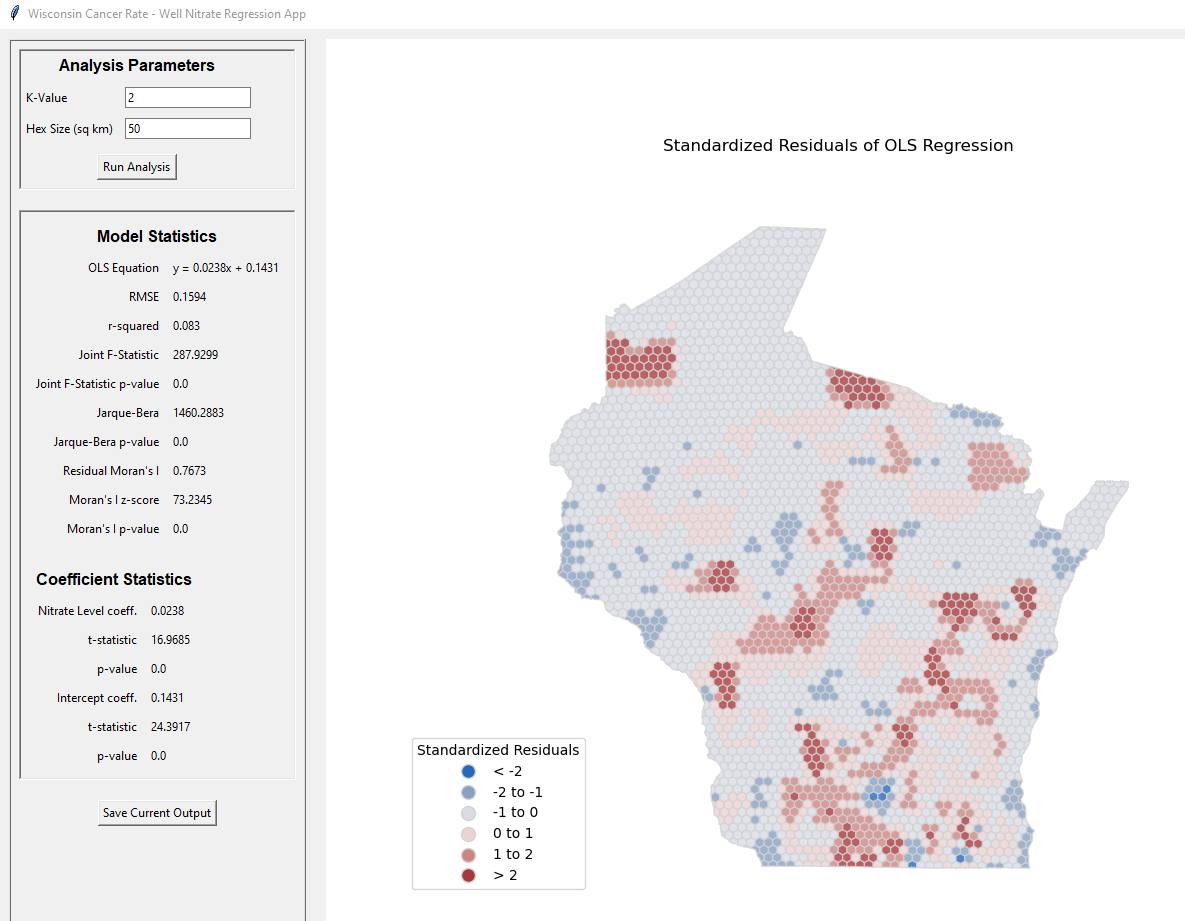 Wisconsin Cancer Rate - Well Nitrate Regression App
Analysis Parameters
K-Value 2
Hex Size (sq km) 50
Run Analysis
Model Statistics
OLS Equation y = 0.0238x + 0.1431
RMSE 0.1594
r-squared 0.083
Joint F-Statistic 287.9299
Joint F-Statistic p-value 0.0
Jarque-Bera 1460.2883
Jarque-Bera p-value 0.0
Residual Moran's I 0.7673
Moran's I z-score 73.2345
Moran's I p-value 0.0
Coefficient Statistics
Nitrate Level coeff. 0.0238
t-statistic 16.9685
p-value 0.0
Intercept coeff. 0.1431
t-statistic 24.3917
p-value 0.0
Save Current Output
Standardized Residuals of OLS Regression
Standardized Residuals
< -2
-2 to -1
-1 to 0
0 to 1
1 to 2
> 2